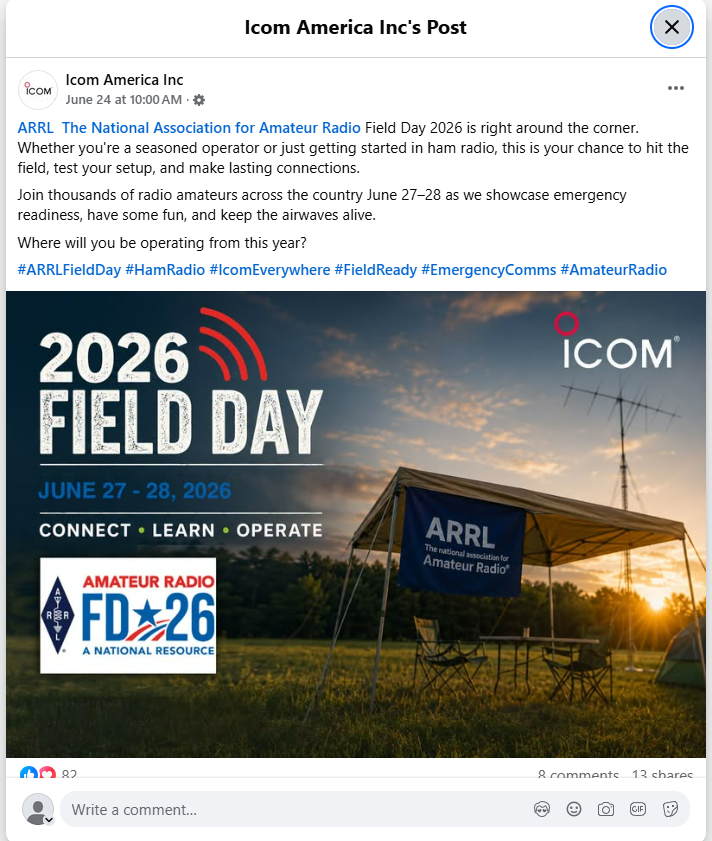 Icom America Inc's Post
ICOM
Icom America Inc
June 24 at 10:00 AM ·
ARRL The National Association for Amateur Radio Field Day 2026 is right around the corner.
Whether you're a seasoned operator or just getting started in ham radio, this is your chance to hit the
field, test your setup, and make lasting connections.
Join thousands of radio amateurs across the country June 27–28 as we showcase emergency
readiness, have some fun, and keep the airwaves alive.
Where will you be operating from this year?
#ARRLFieldDay #HamRadio #IcomEverywhere #FieldReady #EmergencyComms #AmateurRadio
2026
FIELD DAY
JUNE 27 - 28, 2026
CONNECT • LEARN • OPERATE
ICOM®
ARRL
The national association for
Amateur Radio®
ARRL
AMATEUR RADIO
FD★26
A NATIONAL RESOURCE
82
8 comments 13 shares
Write a comment...
GIF